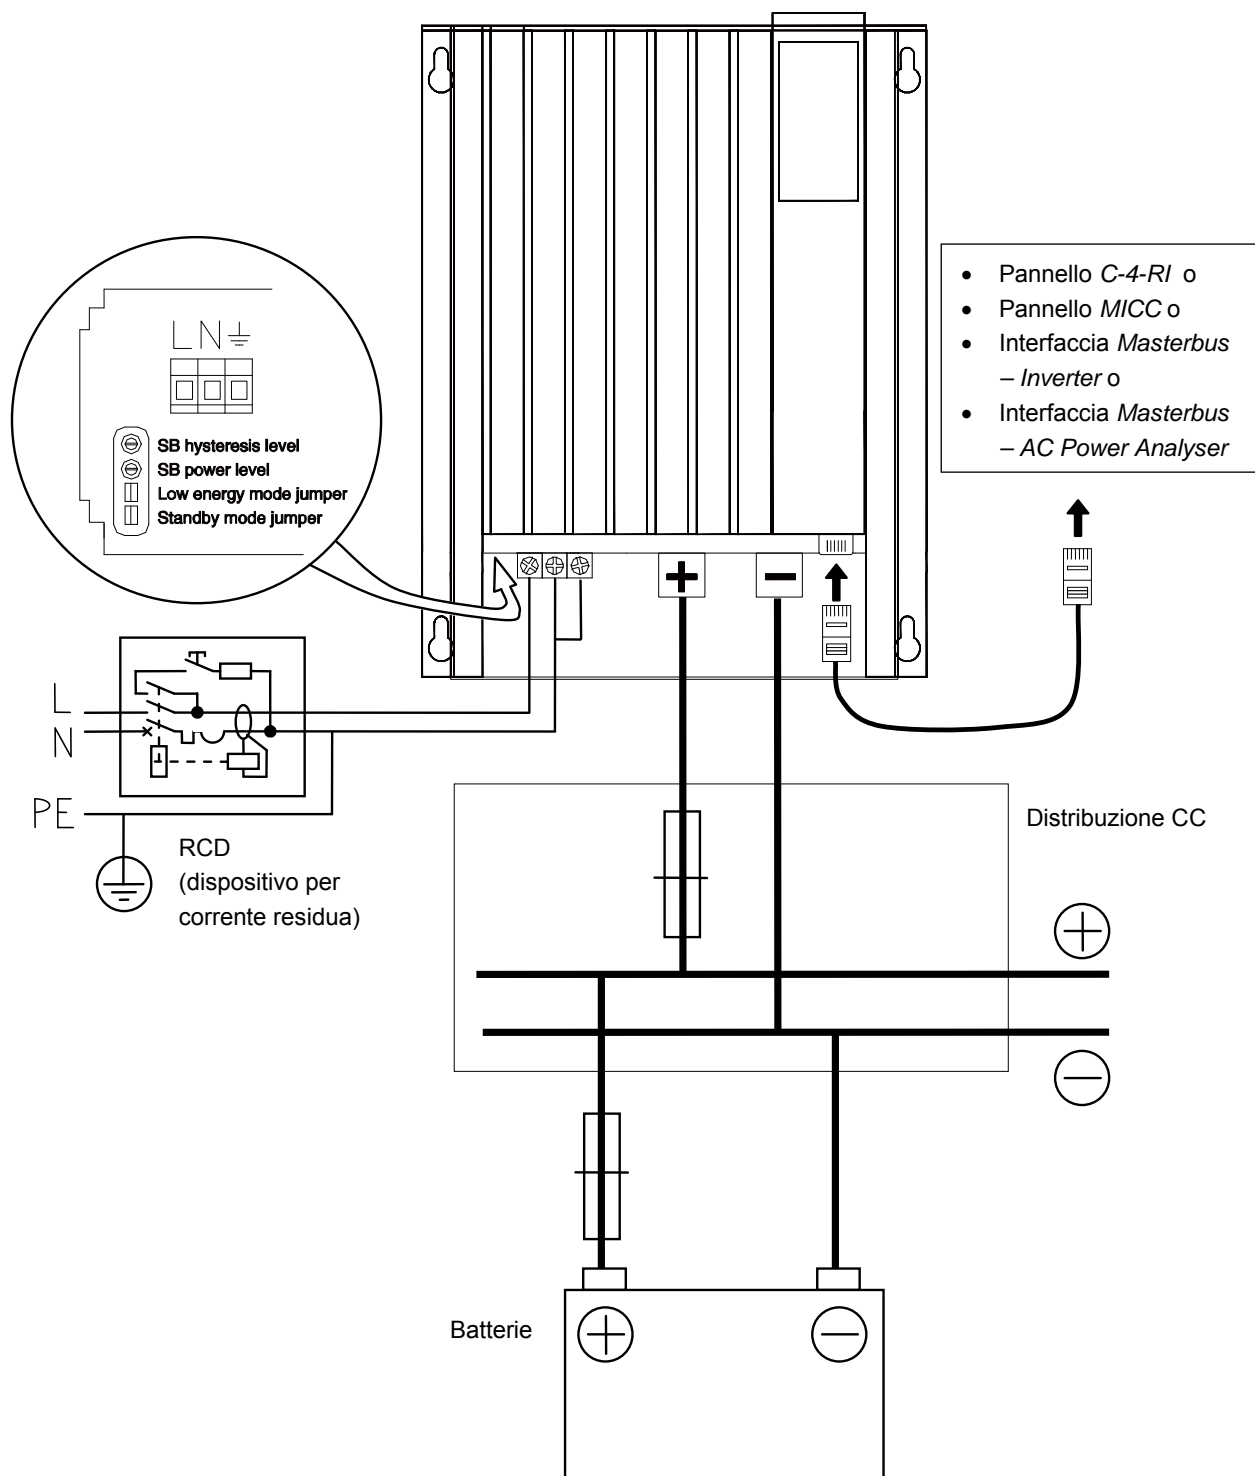 • Pannello C-4-RI o
• Pannello MICC o
• Interfaccia Masterbus
– Inverter o
• Interfaccia Masterbus
– AC Power Analyser
LN
SB hysteresis level
SB power level
Low energy mode jumper
Standby mode jumper
+ −
L
N
PE
RCD
(dispositivo per
corrente residua)
Distribuzione CC
+
−
Batterie
+ −